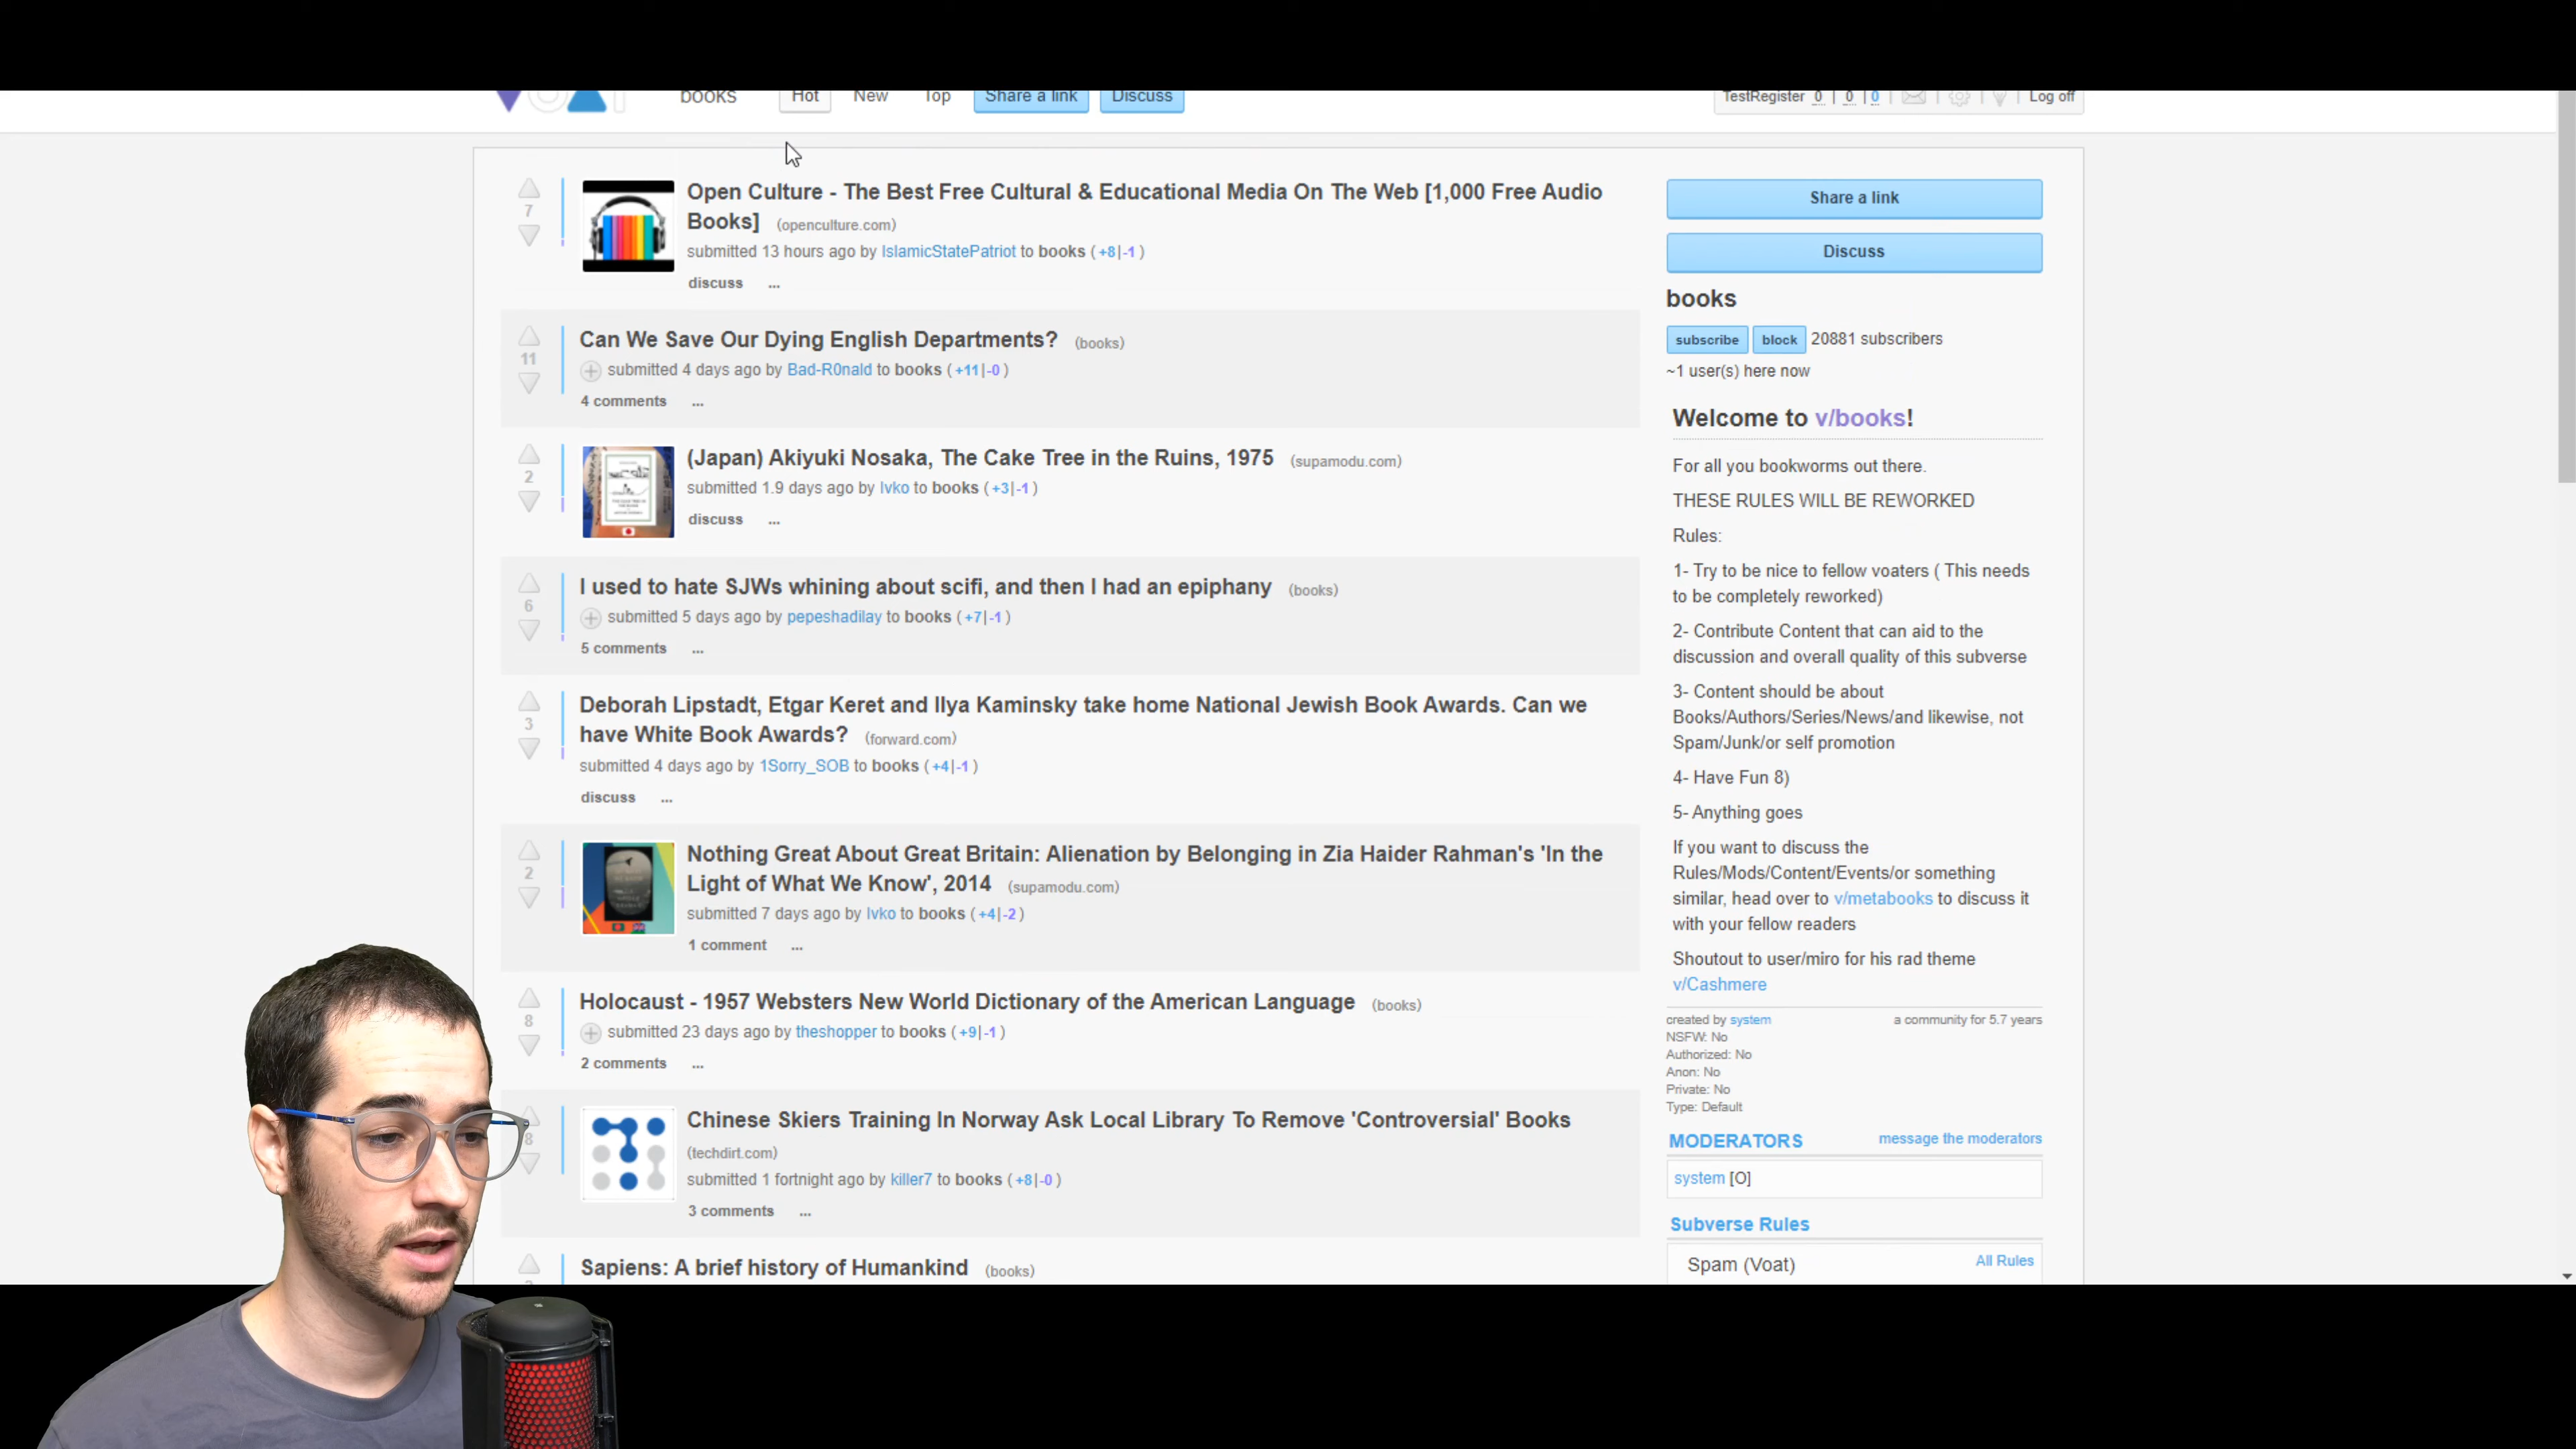 books Hot New Top Share a link Discuss TestRegister 0 | 0 | 0 | | | | Log off
7
Open Culture - The Best Free Cultural & Educational Media On The Web [1,000 Free Audio
Books] (openculture.com)
submitted 13 hours ago by IslamicStatePatriot to books ( +8|-1 )
discuss ...
11
Can We Save Our Dying English Departments? (books)
submitted 4 days ago by Bad-R0nald to books ( +11|-0 )
4 comments ...
2
(Japan) Akiyuki Nosaka, The Cake Tree in the Ruins, 1975 (supamodu.com)
submitted 1.9 days ago by lvko to books ( +3|-1 )
discuss ...
6
I used to hate SJWs whining about scifi, and then I had an epiphany (books)
submitted 5 days ago by pepeshadilay to books ( +7|-1 )
5 comments ...
3
Deborah Lipstadt, Etgar Keret and Ilya Kaminsky take home National Jewish Book Awards. Can we
have White Book Awards? (forward.com)
submitted 4 days ago by 1Sorry_SOB to books ( +4|-1 )
discuss ...
2
Nothing Great About Great Britain: Alienation by Belonging in Zia Haider Rahman's 'In the
Light of What We Know', 2014 (supamodu.com)
submitted 7 days ago by lvko to books ( +4|-2 )
1 comment ...
8
Holocaust - 1957 Websters New World Dictionary of the American Language (books)
submitted 23 days ago by theshopper to books ( +9|-1 )
2 comments ...
8
Chinese Skiers Training In Norway Ask Local Library To Remove 'Controversial' Books
(techdirt.com)
submitted 1 fortnight ago by killer7 to books ( +8|-0 )
3 comments ...
Sapiens: A brief history of Humankind (books)
Share a link
Discuss
books
subscribe block 20881 subscribers
~1 user(s) here now
Welcome to v/books!
For all you bookworms out there.
THESE RULES WILL BE REWORKED
Rules:
1- Try to be nice to fellow voaters ( This needs
to be completely reworked)
2- Contribute Content that can aid to the
discussion and overall quality of this subverse
3- Content should be about
Books/Authors/Series/News/and likewise, not
Spam/Junk/or self promotion
4- Have Fun 8)
5- Anything goes
If you want to discuss the
Rules/Mods/Content/Events/or something
similar, head over to v/metabooks to discuss it
with your fellow readers
Shoutout to user/miro for his rad theme
v/Cashmere
created by system a community for 5.7 years
NSFW: No
Authorized: No
Anon: No
Private: No
Type: Default
MODERATORS message the moderators
system [O]
Subverse Rules
Spam (Voat) All Rules